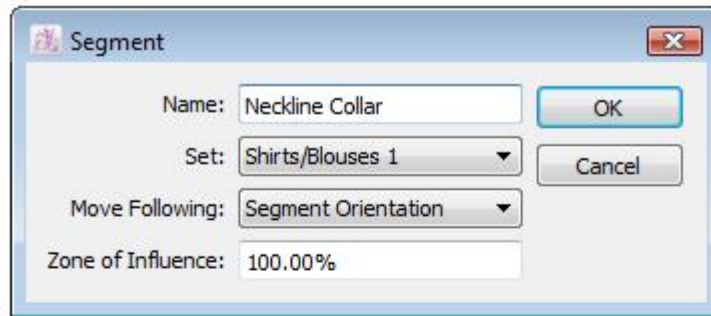 Segment
Name: Neckline Collar
OK
Set: Shirts/Blouses 1
Cancel
Move Following: Segment Orientation
Zone of Influence: 100.00%